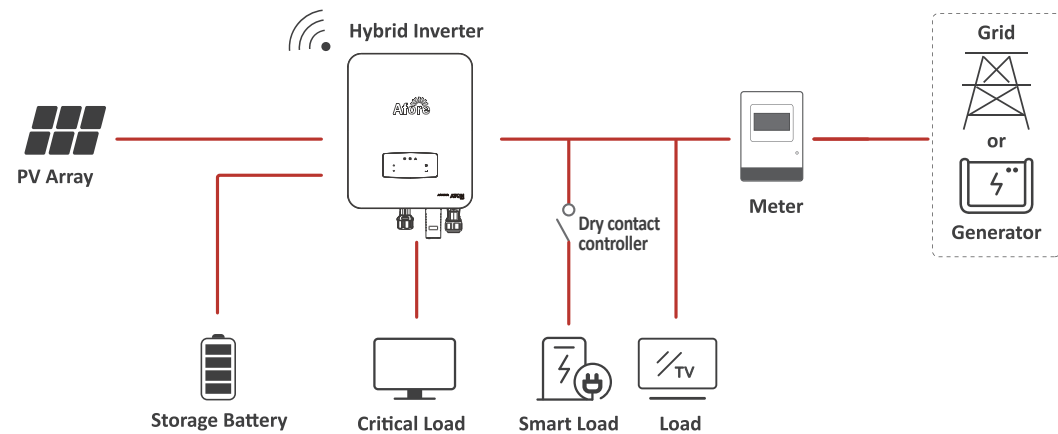 Hybrid Inverter
Grid
Afore
or
PV Array
Meter
Dry contact
controller
Generator
TV
Storage Battery
Critical Load
Smart Load
Load